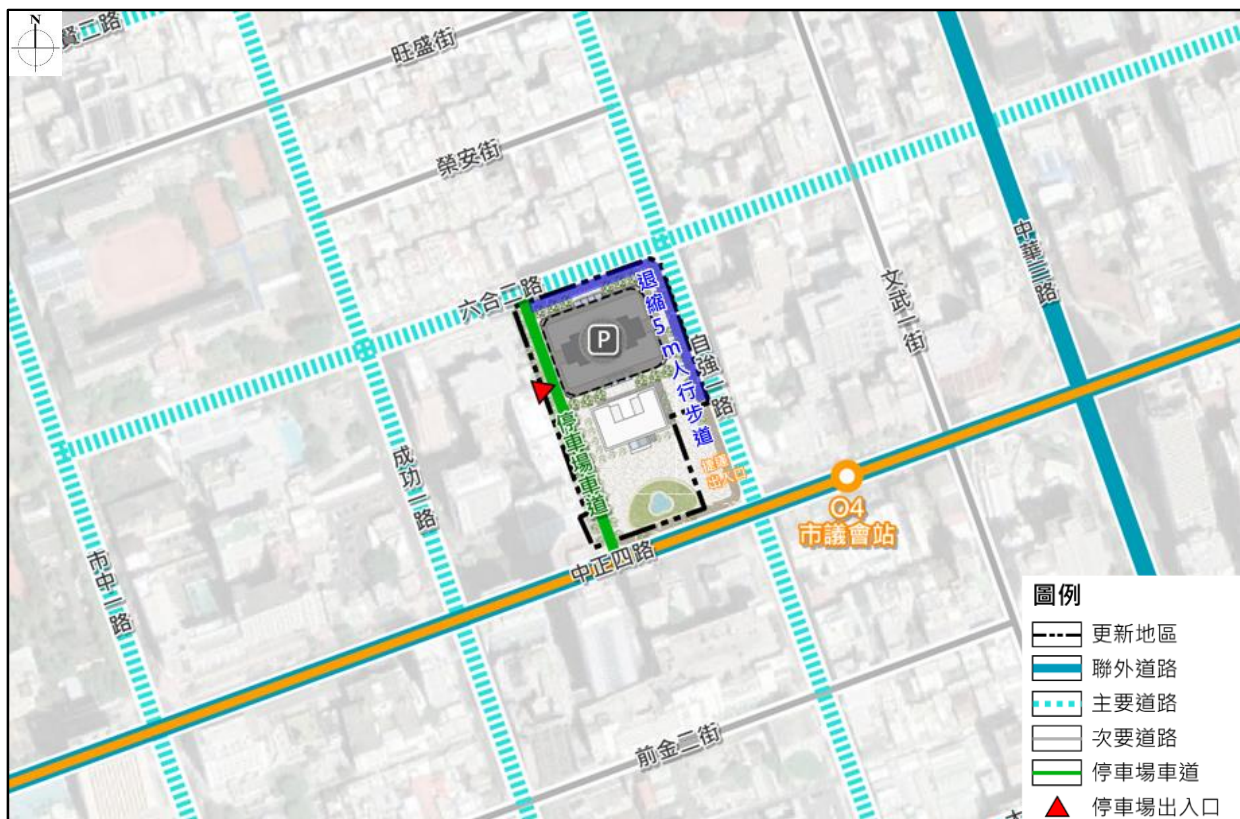 N
賢二路
旺盛街
榮安街
六合二路
P
退縮5m人行步道
自強二路
文武一街
中華三路
停車場車道
捷運
出入口
成功一路
O4
市議會站
中正四路
市中一路
前金二街
圖例
更新地區
聯外道路
主要道路
次要道路
停車場車道
停車場出入口